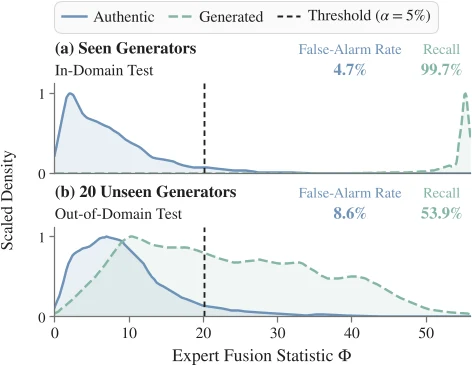 Authentic Generated Threshold (α = 5%)
(a) Seen Generators False-Alarm Rate Recall
In-Domain Test 4.7% 99.7%
1
0
(b) 20 Unseen Generators False-Alarm Rate Recall
Out-of-Domain Test 8.6% 53.9%
1
0
0 10 20 30 40 50
Scaled Density
Expert Fusion Statistic Φ